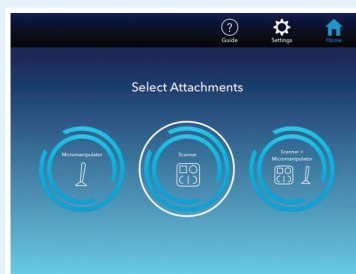 ?
Guide
Settings
Home
Select Attachments
Micromanipulator
Scanner
Scanner +
Micromanipulator